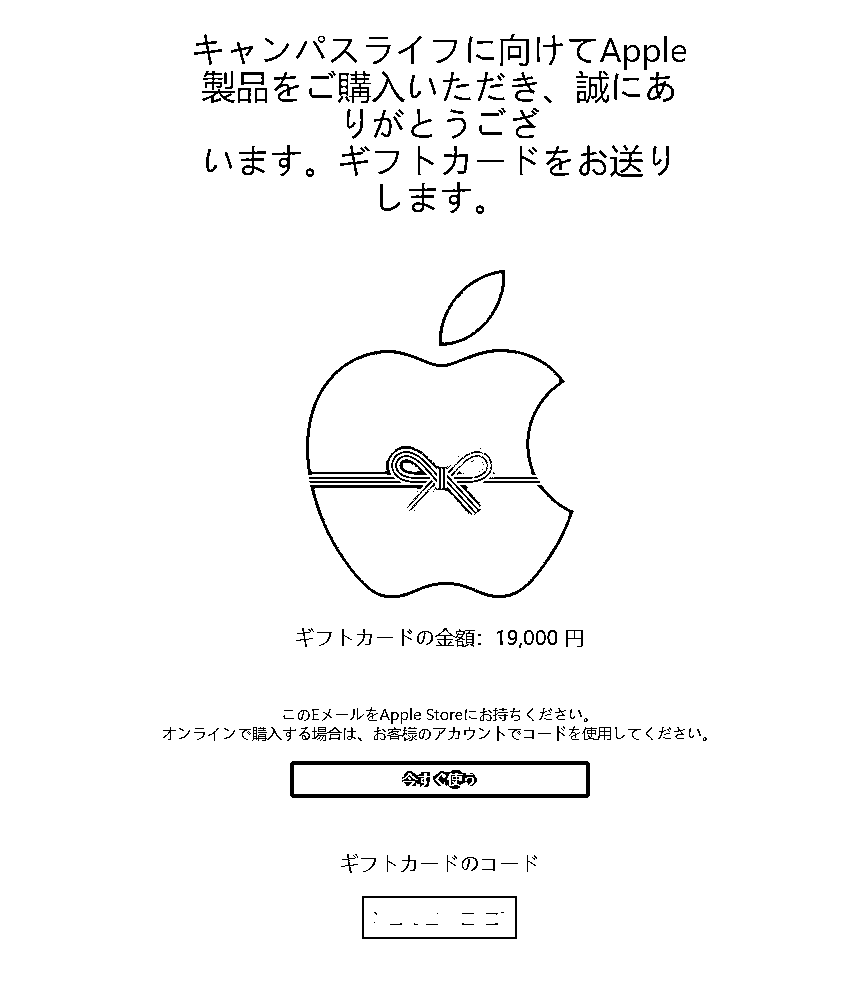 キャンパスライフに向けてApple
製品をご購入いただき、誠にあ
りがとうござ
います。ギフトカードをお送り
します。
ギフトカードの金額: 19,000 円
このEメールをApple Storeにお持ちください。
オンラインで購入する場合は、お客様のアカウントでコードを使用してください。
今すぐ使う
ギフトカードのコード